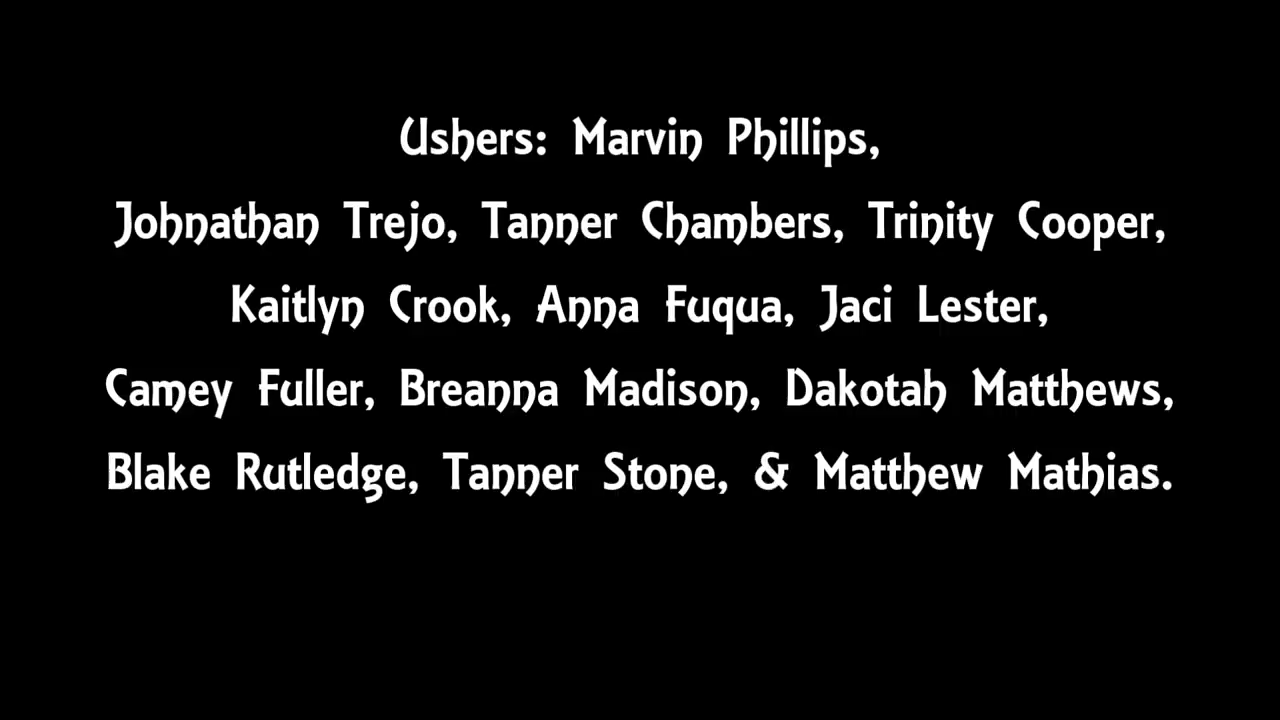 Ushers: Marvin Phillips,
Johnathan Trejo, Tanner Chambers, Trinity Cooper,
Kaitlyn Crook, Anna Fuqua, Jaci Lester,
Camey Fuller, Breanna Madison, Dakotah Matthews,
Blake Rutledge, Tanner Stone, & Matthew Mathias.